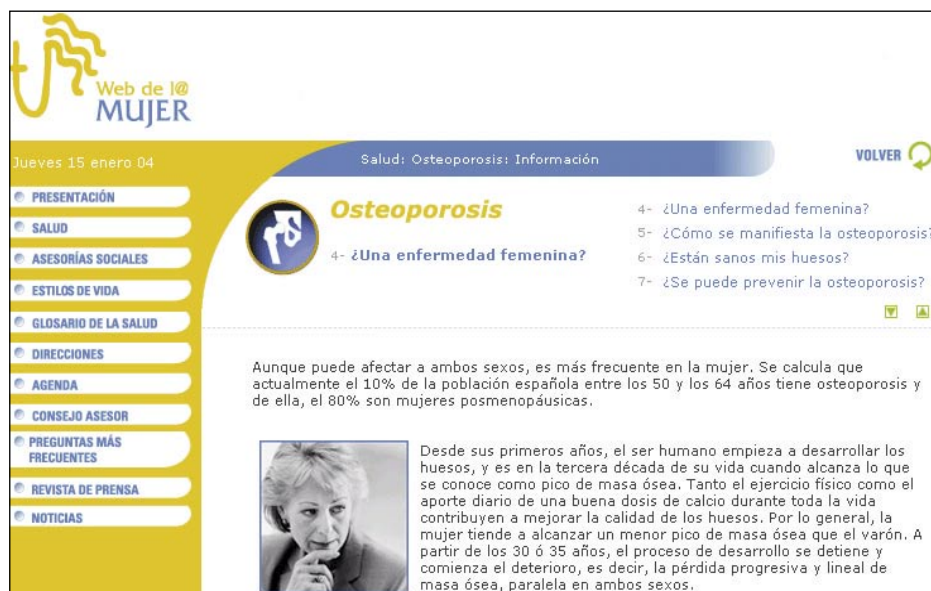 Web de l@
MUJER
Jueves 15 enero 04
Salud: Osteoporosis: Información
VOLVER
PRESENTACIÓN
SALUD
ASESORÍAS SOCIALES
ESTILOS DE VIDA
GLOSARIO DE LA SALUD
DIRECCIONES
AGENDA
CONSEJO ASESOR
PREGUNTAS MÁS
FRECUENTES
REVISTA DE PRENSA
NOTICIAS
Osteoporosis
4- ¿Una enfermedad femenina?
4- ¿Una enfermedad femenina?
5- ¿Cómo se manifiesta la osteoporosis?
6- ¿Están sanos mis huesos?
7- ¿Se puede prevenir la osteoporosis?
Aunque puede afectar a ambos sexos, es más frecuente en la mujer. Se calcula que
actualmente el 10% de la población española entre los 50 y los 64 años tiene osteoporosis y
de ella, el 80% son mujeres posmenopáusicas.
Desde sus primeros años, el ser humano empieza a desarrollar los
huesos, y es en la tercera década de su vida cuando alcanza lo que
se conoce como pico de masa ósea. Tanto el ejercicio físico como el
aporte diario de una buena dosis de calcio durante toda la vida
contribuyen a mejorar la calidad de los huesos. Por lo general, la
mujer tiende a alcanzar un menor pico de masa ósea que el varón. A
partir de los 30 ó 35 años, el proceso de desarrollo se detiene y
comienza el deterioro, es decir, la pérdida progresiva y lineal de
masa ósea, paralela en ambos sexos.